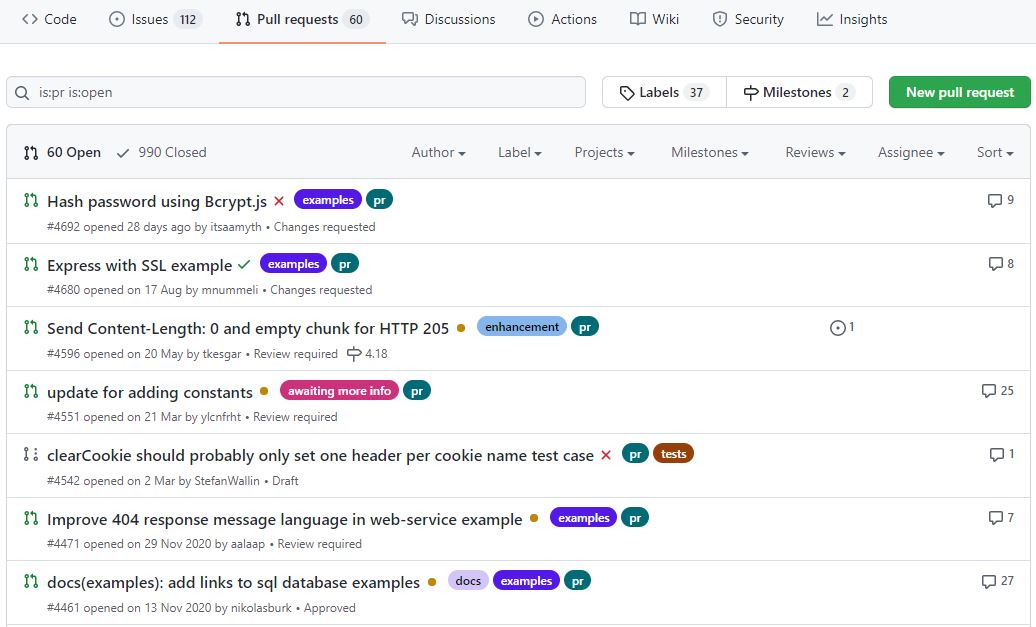 Code Issues 112 Pull requests 60 Discussions Actions Wiki Security Insights
is:pr is:open Labels 37 Milestones 2 New pull request
60 Open 990 Closed Author Label Projects Milestones Reviews Assignee Sort
Hash password using Bcrypt.js examples pr 9
#4692 opened 28 days ago by itsaamyth • Changes requested
Express with SSL example examples pr 8
#4680 opened on 17 Aug by mnummeli • Changes requested
Send Content-Length: 0 and empty chunk for HTTP 205 enhancement pr 1
#4596 opened on 20 May by tkesgar • Review required 4.18
update for adding constants awaiting more info pr 25
#4551 opened on 21 Mar by ylcnfrht • Review required
clearCookie should probably only set one header per cookie name test case pr tests 1
#4542 opened on 2 Mar by StefanWallin • Draft
Improve 404 response message language in web-service example examples pr 7
#4471 opened on 29 Nov 2020 by aalaap • Review required
docs(examples): add links to sql database examples docs examples pr 27
#4461 opened on 13 Nov 2020 by nikolasburk • Approved